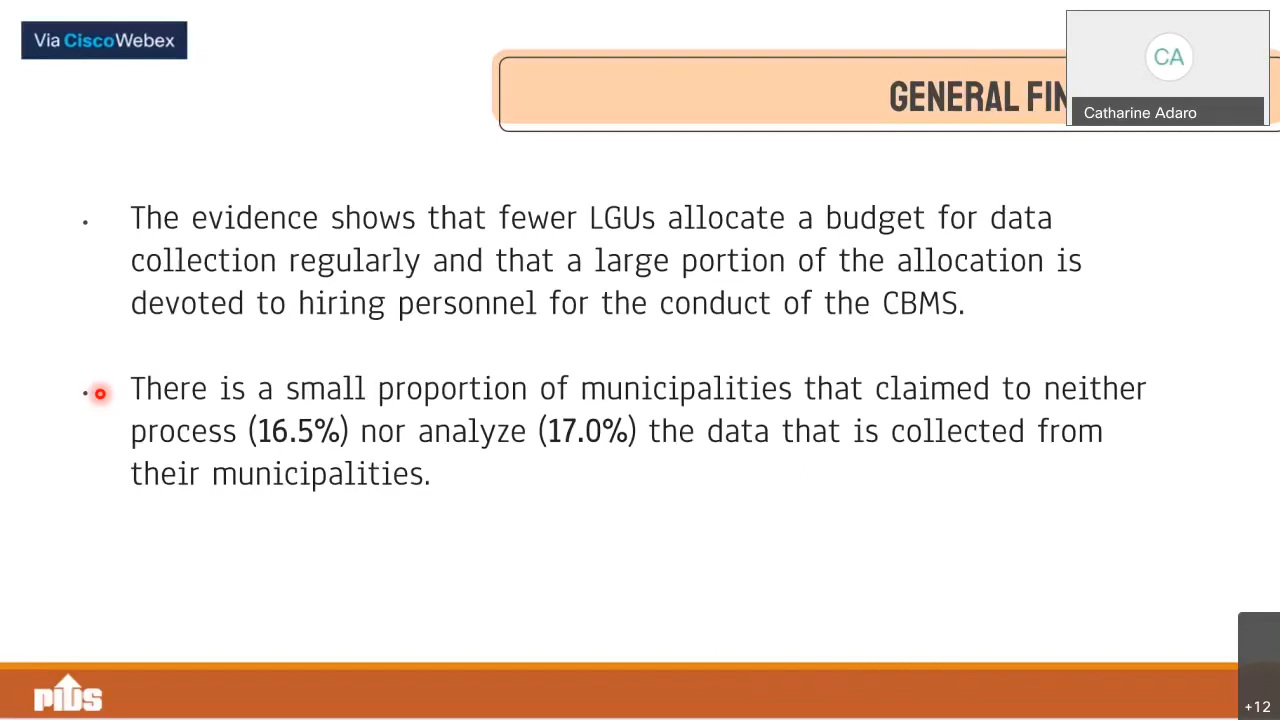 Via CiscoWebex
CA
GENERAL FIN
Catharine Adaro
• The evidence shows that fewer LGUs allocate a budget for data
collection regularly and that a large portion of the allocation is
devoted to hiring personnel for the conduct of the CBMS.
• There is a small proportion of municipalities that claimed to neither
process (16.5%) nor analyze (17.0%) the data that is collected from
their municipalities.
pids
+12